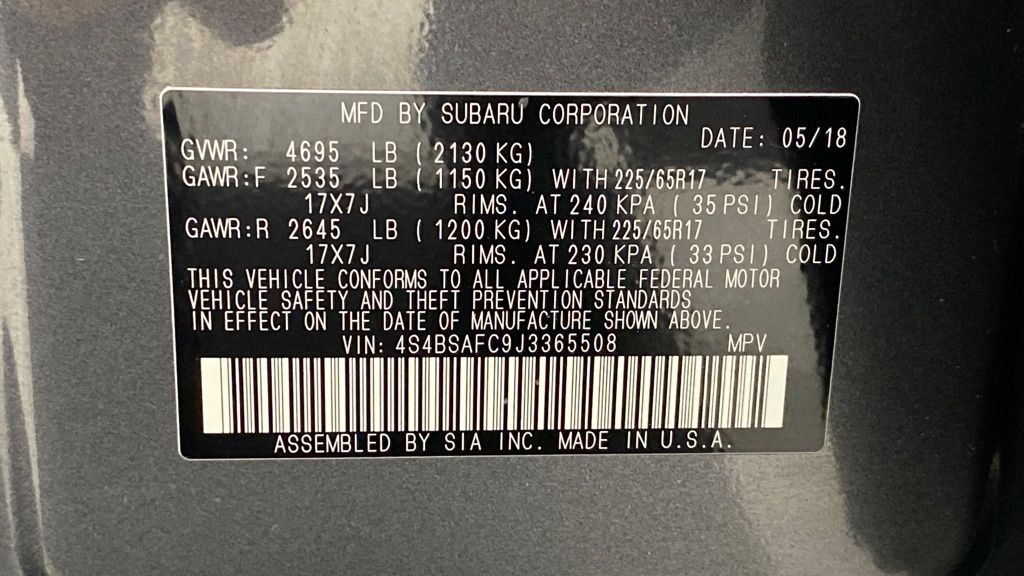 MFD BY SUBARU CORPORATION
DATE: 05/18
GVWR: 4695 LB ( 2130 KG)
GAWR:F 2535 LB ( 1150 KG) WITH 225/65R17 TIRES.
17X7J RIMS. AT 240 KPA ( 35 PSI) COLD
GAWR:R 2645 LB ( 1200 KG) WITH 225/65R17 TIRES.
17X7J RIMS. AT 230 KPA ( 33 PSI) COLD
THIS VEHICLE CONFORMS TO ALL APPLICABLE FEDERAL MOTOR
VEHICLE SAFETY AND THEFT PREVENTION STANDARDS
IN EFFECT ON THE DATE OF MANUFACTURE SHOWN ABOVE.
VIN: 4S4BSAFC9J3365508 MPV
ASSEMBLED BY SIA INC. MADE IN U.S.A.